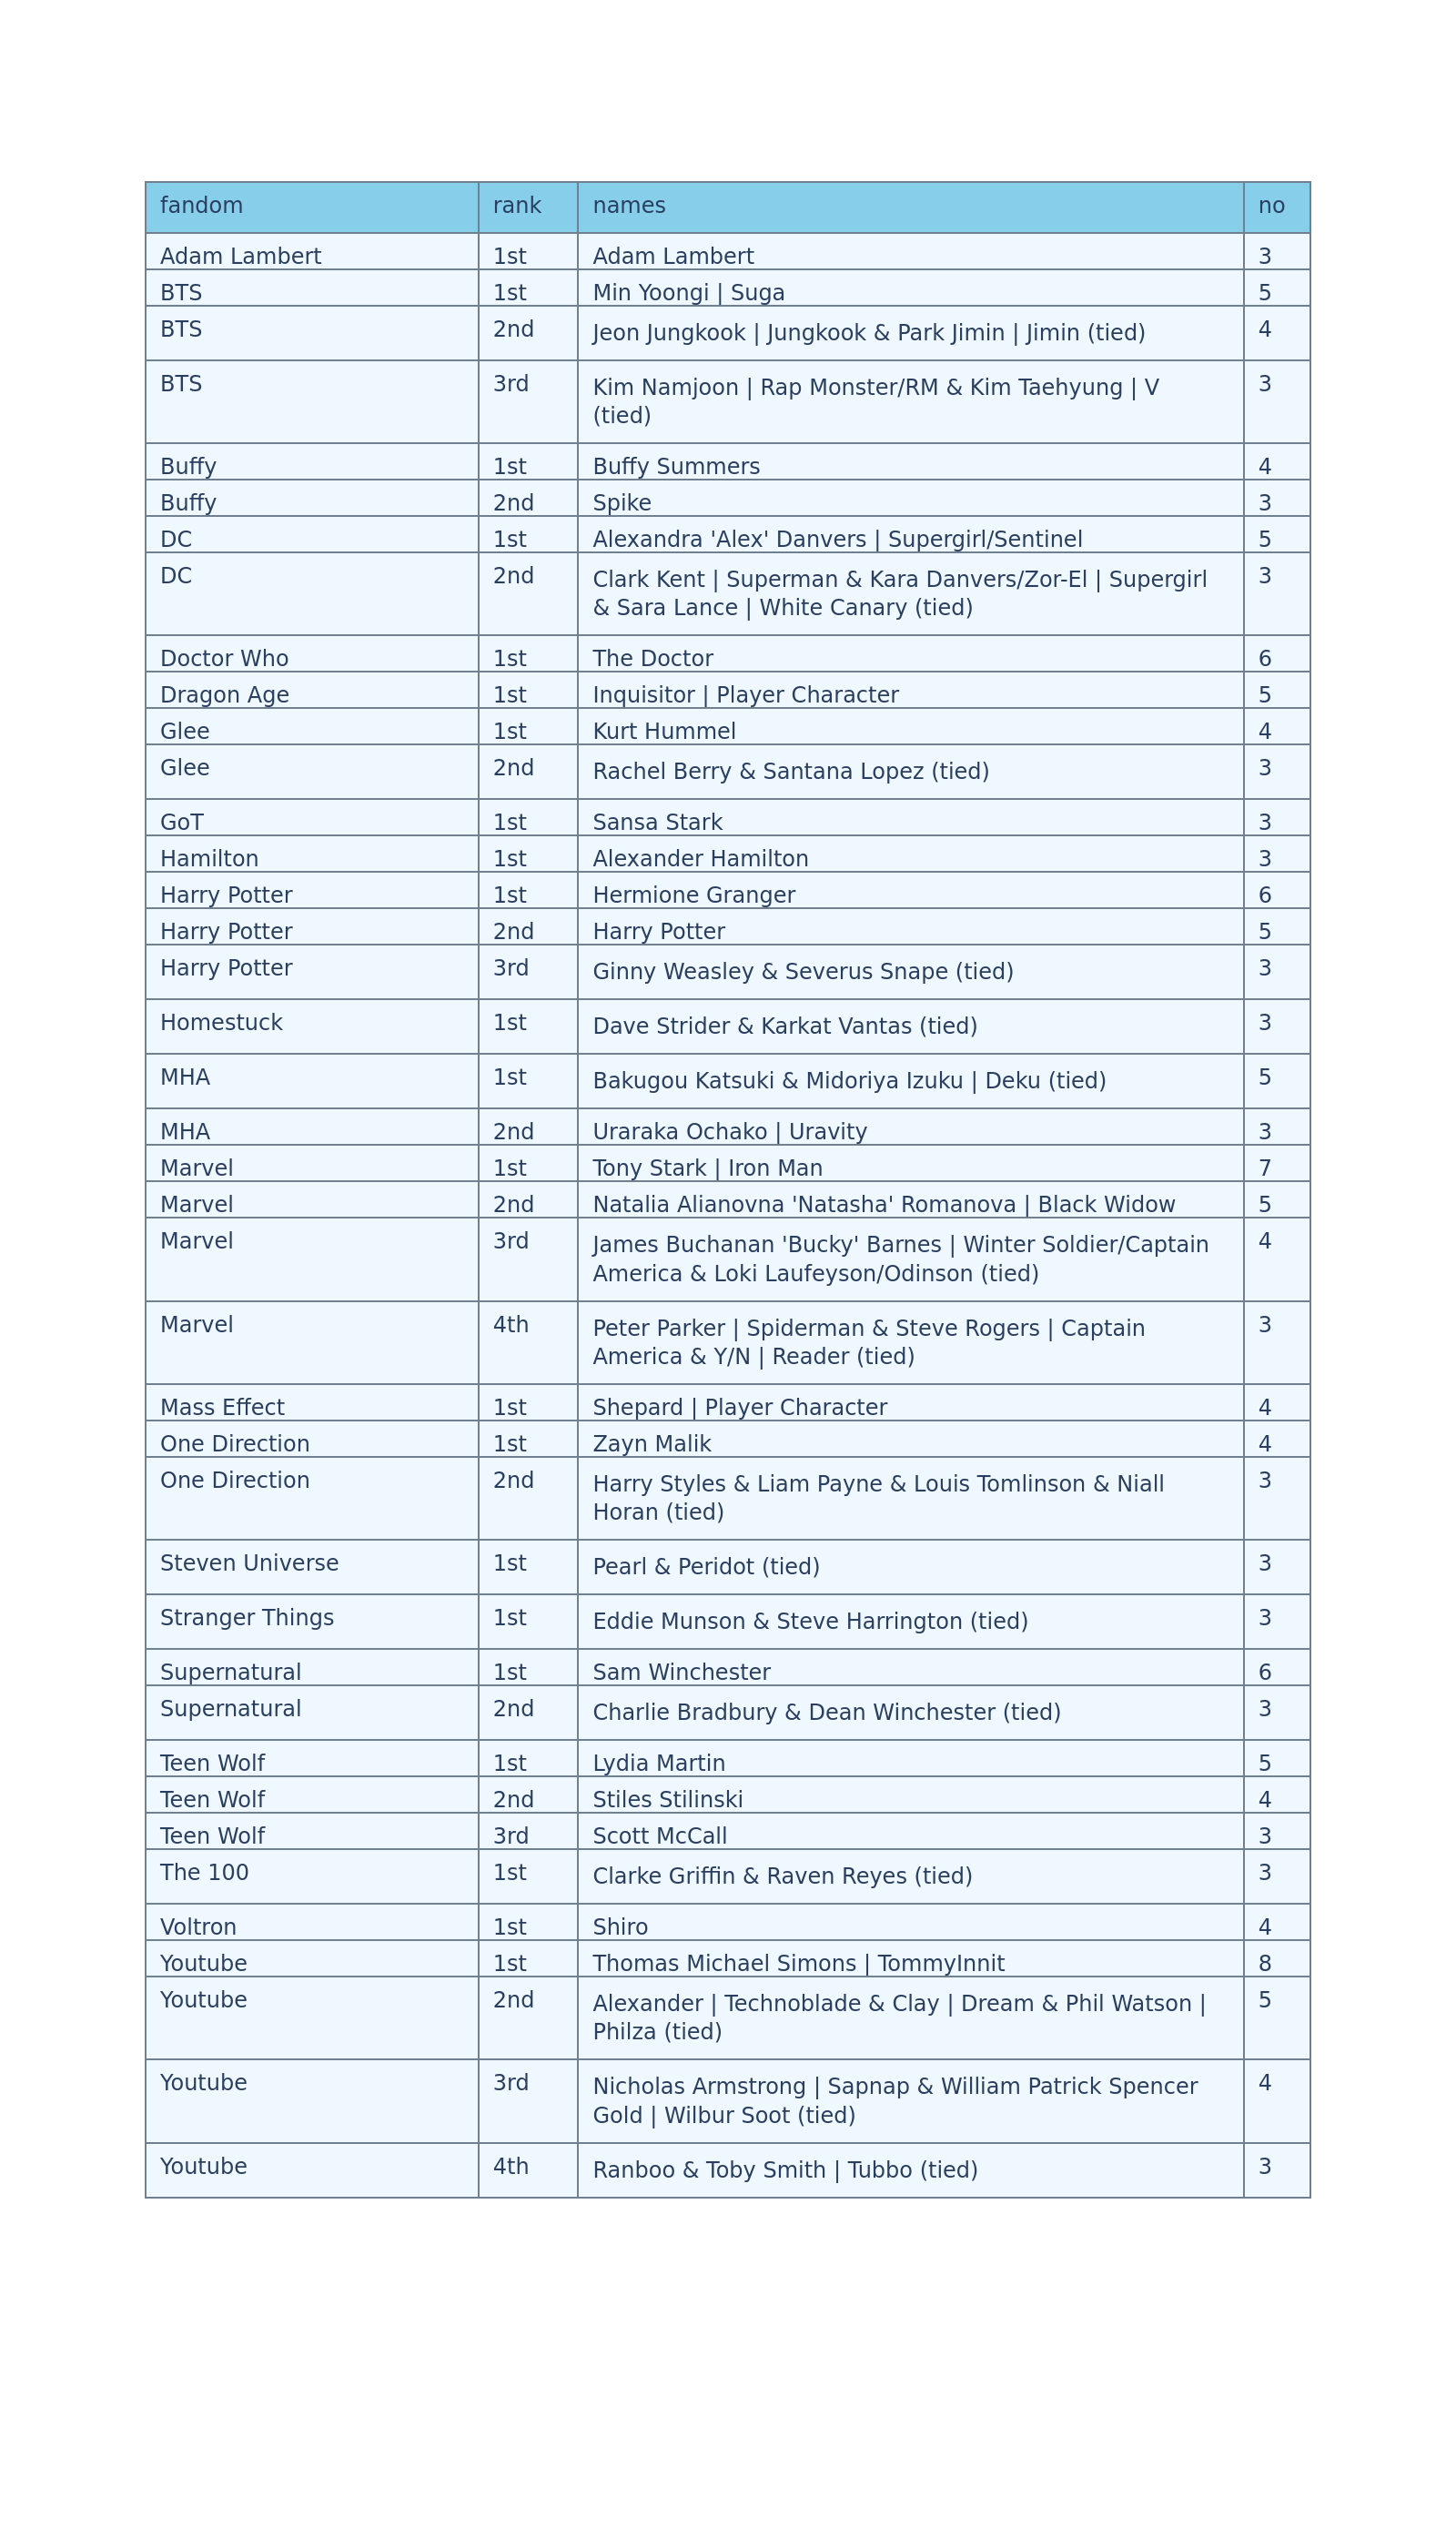 fandom rank names no
Adam Lambert 1st Adam Lambert 3
BTS 1st Min Yoongi | Suga 5
BTS 2nd Jeon Jungkook | Jungkook & Park Jimin | Jimin (tied) 4
BTS 3rd Kim Namjoon | Rap Monster/RM & Kim Taehyung | V 3
(tied)
Buffy 1st Buffy Summers 4
Buffy 2nd Spike 3
DC 1st Alexandra 'Alex' Danvers | Supergirl/Sentinel 5
DC 2nd Clark Kent | Superman & Kara Danvers/Zor-El | Supergirl 3
& Sara Lance | White Canary (tied)
Doctor Who 1st The Doctor 6
Dragon Age 1st Inquisitor | Player Character 5
Glee 1st Kurt Hummel 4
Glee 2nd Rachel Berry & Santana Lopez (tied) 3
GoT 1st Sansa Stark 3
Hamilton 1st Alexander Hamilton 3
Harry Potter 1st Hermione Granger 6
Harry Potter 2nd Harry Potter 5
Harry Potter 3rd Ginny Weasley & Severus Snape (tied) 3
Homestuck 1st Dave Strider & Karkat Vantas (tied) 3
MHA 1st Bakugou Katsuki & Midoriya Izuku | Deku (tied) 5
MHA 2nd Uraraka Ochako | Uravity 3
Marvel 1st Tony Stark | Iron Man 7
Marvel 2nd Natalia Alianovna 'Natasha' Romanova | Black Widow 5
Marvel 3rd James Buchanan 'Bucky' Barnes | Winter Soldier/Captain 4
America & Loki Laufeyson/Odinson (tied)
Marvel 4th Peter Parker | Spiderman & Steve Rogers | Captain 3
America & Y/N | Reader (tied)
Mass Effect 1st Shepard | Player Character 4
One Direction 1st Zayn Malik 4
One Direction 2nd Harry Styles & Liam Payne & Louis Tomlinson & Niall 3
Horan (tied)
Steven Universe 1st Pearl & Peridot (tied) 3
Stranger Things 1st Eddie Munson & Steve Harrington (tied) 3
Supernatural 1st Sam Winchester 6
Supernatural 2nd Charlie Bradbury & Dean Winchester (tied) 3
Teen Wolf 1st Lydia Martin 5
Teen Wolf 2nd Stiles Stilinski 4
Teen Wolf 3rd Scott McCall 3
The 100 1st Clarke Griffin & Raven Reyes (tied) 3
Voltron 1st Shiro 4
Youtube 1st Thomas Michael Simons | TommyInnit 8
Youtube 2nd Alexander | Technoblade & Clay | Dream & Phil Watson | 5
Philza (tied)
Youtube 3rd Nicholas Armstrong | Sapnap & William Patrick Spencer 4
Gold | Wilbur Soot (tied)
Youtube 4th Ranboo & Toby Smith | Tubbo (tied) 3